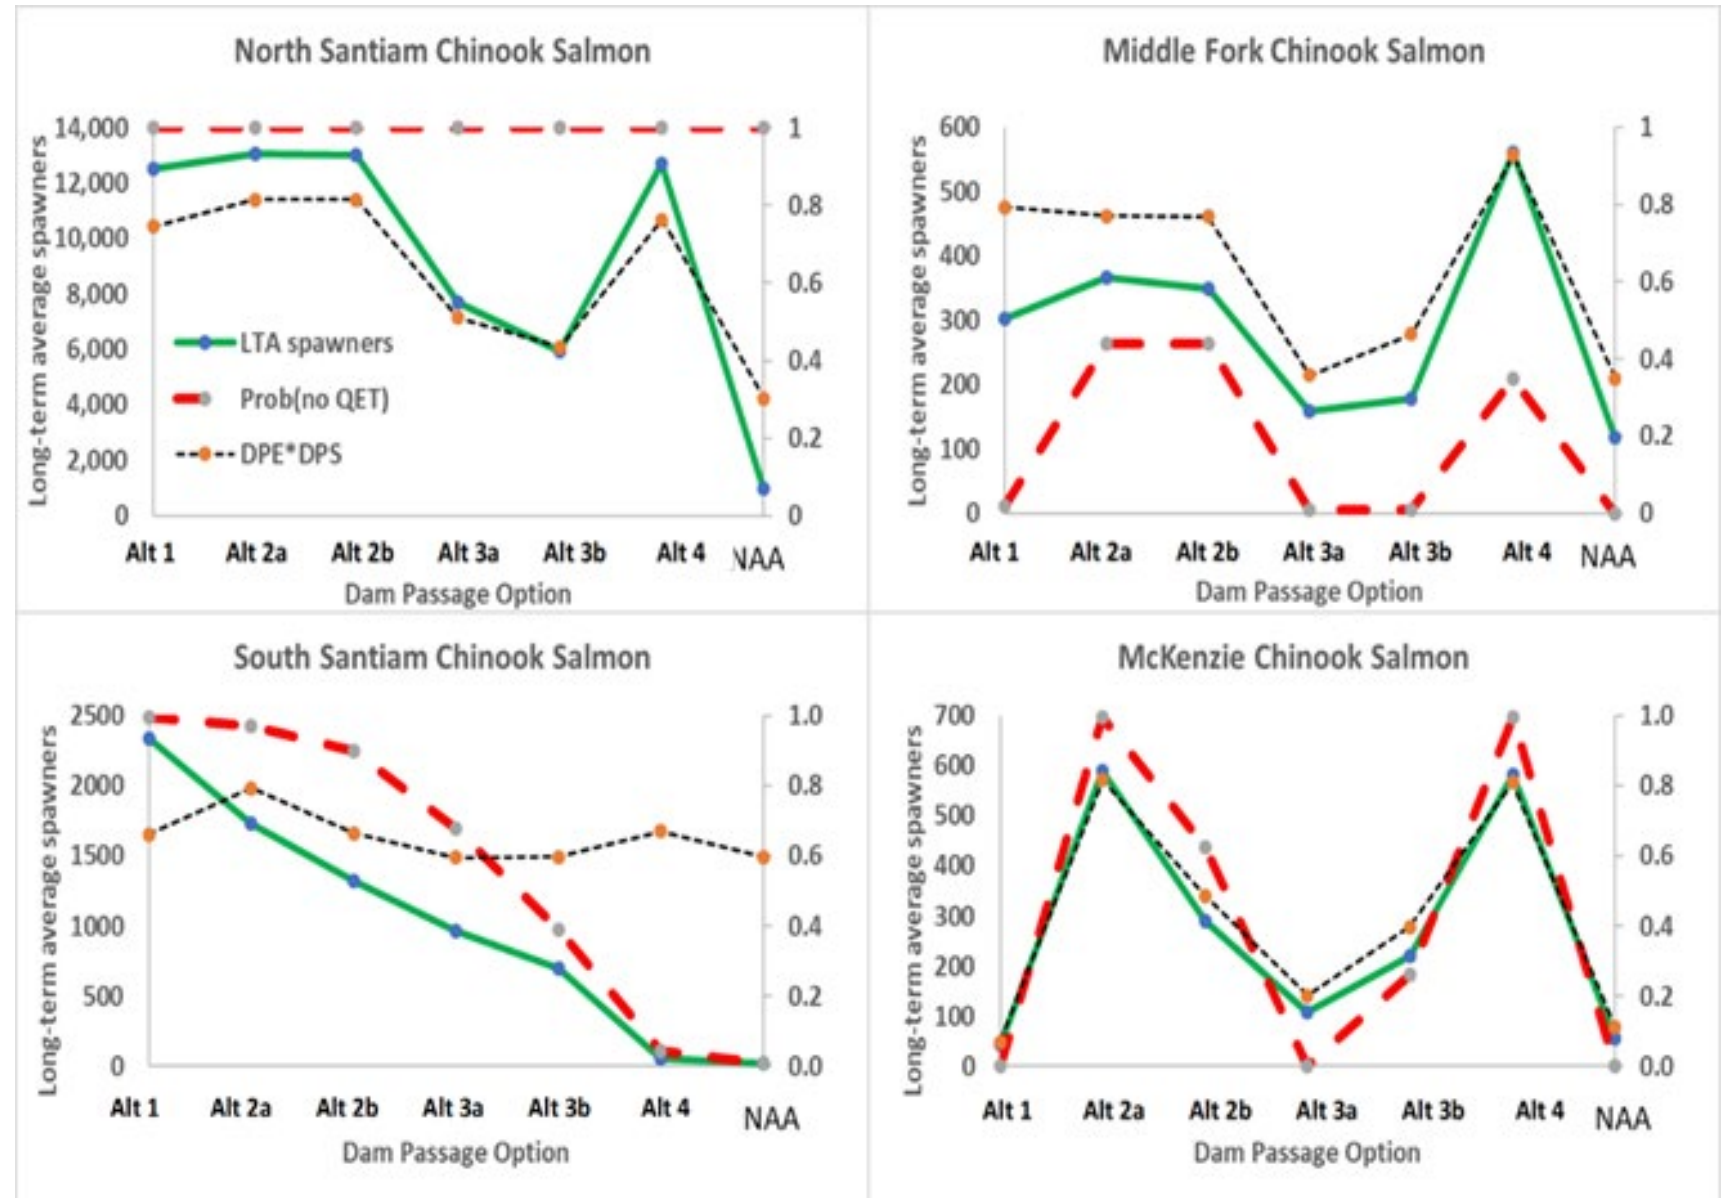 North Santiam Chinook Salmon
Long-term average spawners
14,000
12,000
10,000
8,000
6,000
4,000
2,000
0
1
0.8
0.6
0.4
0.2
0
LTA spawners
Prob(no QET)
DPE*DPS
Alt 1 Alt 2a Alt 2b Alt 3a Alt 3b Alt 4 NAA
Dam Passage Option
Middle Fork Chinook Salmon
Long-term average spawners
600
500
400
300
200
100
0
1
0.8
0.6
0.4
0.2
0
Alt 1 Alt 2a Alt 2b Alt 3a Alt 3b Alt 4 NAA
Dam Passage Option
South Santiam Chinook Salmon
Long-term average spawners
2500
2000
1500
1000
500
0
1.0
0.8
0.6
0.4
0.2
0.0
Alt 1 Alt 2a Alt 2b Alt 3a Alt 3b Alt 4 NAA
Dam Passage Option
McKenzie Chinook Salmon
Long-term average spawners
700
600
500
400
300
200
100
0
1.0
0.8
0.6
0.4
0.2
0.0
Alt 1 Alt 2a Alt 2b Alt 3a Alt 3b Alt 4 NAA
Dam Passage Option